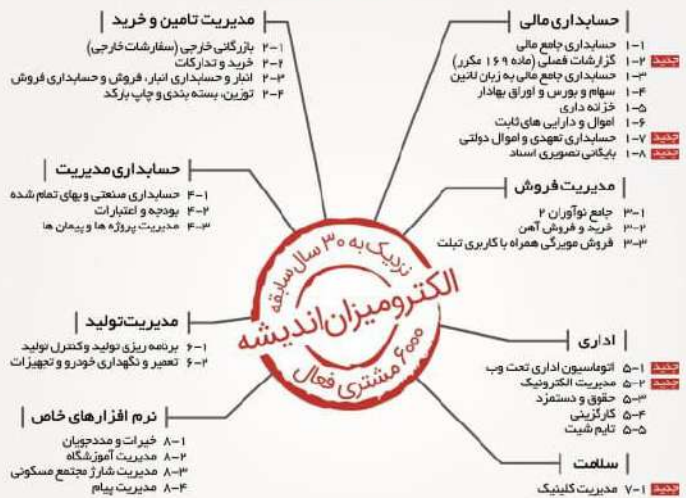 حسابداری مالی
۱-۱ حسابداری جامع مالی
۱-۲ گزارشات فصلی (ماده ۱۶۹ مکرر) جدید
۱-۳ حسابداری جامع مالی به زبان لاتین
۱-۴ سهام و بورس و اوراق بهادار
۱-۵ خزانه داری
۱-۶ اموال و دارایی های ثابت
۱-۷ حسابداری تعهدی و اموال دولتی جدید
۱-۸ بایگانی تصویری اسناد جدید
مدیریت تامین و خرید
۲-۱ بازرگانی خارجی (سفارشات خارجی)
۲-۲ خرید و تدارکات
۲-۳ انبار و حسابداری انبار، فروش و حسابداری فروش
۲-۴ توزین، بسته بندی و چاپ بارکد
مدیریت فروش
۳-۱ جامع نوآوران ۲
۳-۲ خرید و فروش آهن
۳-۳ فروش مویرگی همراه با کاربری تبلت
حسابداری مدیریت
۴-۱ حسابداری صنعتی و بهای تمام شده
۴-۲ بودجه و اعتبارات
۴-۳ مدیریت پروژه ها و پیمان ها
نزدیک به ۳۰ سال سابقه
الکترومیزان اندیشه
۶۰۰۰ مشتری فعال
اداری
۵-۱ اتوماسیون اداری تحت وب جدید
۵-۲ مدیریت الکترونیک جدید
۵-۳ حقوق و دستمزد
۵-۴ کارگزینی
۵-۵ تایم شیت
مدیریت تولید
۶-۱ برنامه ریزی تولید و کنترل تولید
۶-۲ تعمیر و نگهداری خودرو و تجهیزات
سلامت
۷-۱ مدیریت کلینیک جدید
نرم افزارهای خاص
۸-۱ خیرات و مددجویان
۸-۲ مدیریت آموزشگاه
۸-۳ مدیریت شارژ مجتمع مسکونی
۸-۴ مدیریت پیام